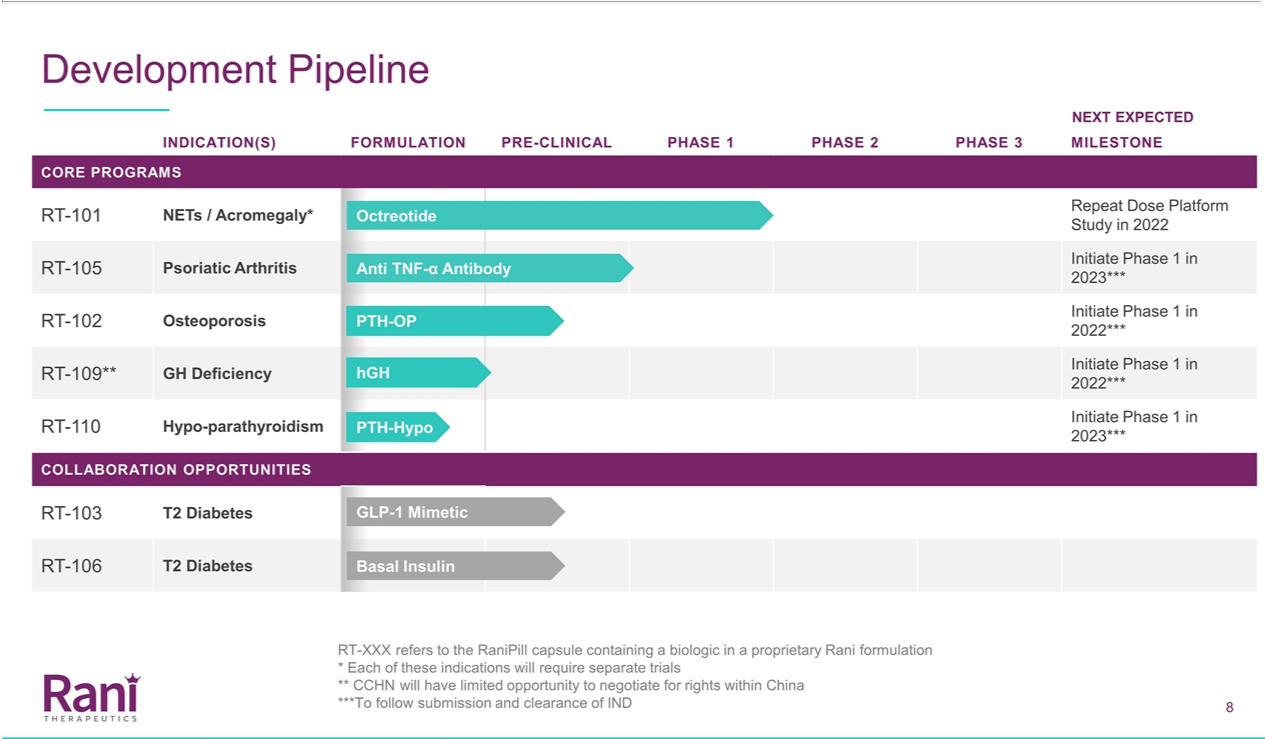 Development Pipeline
NEXT EXPECTED
INDICATION(S) FORMULATION PRE-CLINICAL PHASE 1 PHASE 2 PHASE 3 MILESTONE
CORE PROGRAMS
RT-101 NETs / Acromegaly* Octreotide Repeat Dose Platform
Study in 2022
RT-105 Psoriatic Arthritis Anti TNF-α Antibody Initiate Phase 1 in
2023***
RT-102 Osteoporosis PTH-OP Initiate Phase 1 in
2022***
RT-109** GH Deficiency hGH Initiate Phase 1 in
2022***
RT-110 Hypo-parathyroidism PTH-Hypo Initiate Phase 1 in
2023***
COLLABORATION OPPORTUNITIES
RT-103 T2 Diabetes GLP-1 Mimetic
RT-106 T2 Diabetes Basal Insulin
RT-XXX refers to the RaniPill capsule containing a biologic in a proprietary Rani formulation
* Each of these indications will require separate trials
** CCHN will have limited opportunity to negotiate for rights within China
***To follow submission and clearance of IND
Rani
THERAPEUTICS
8